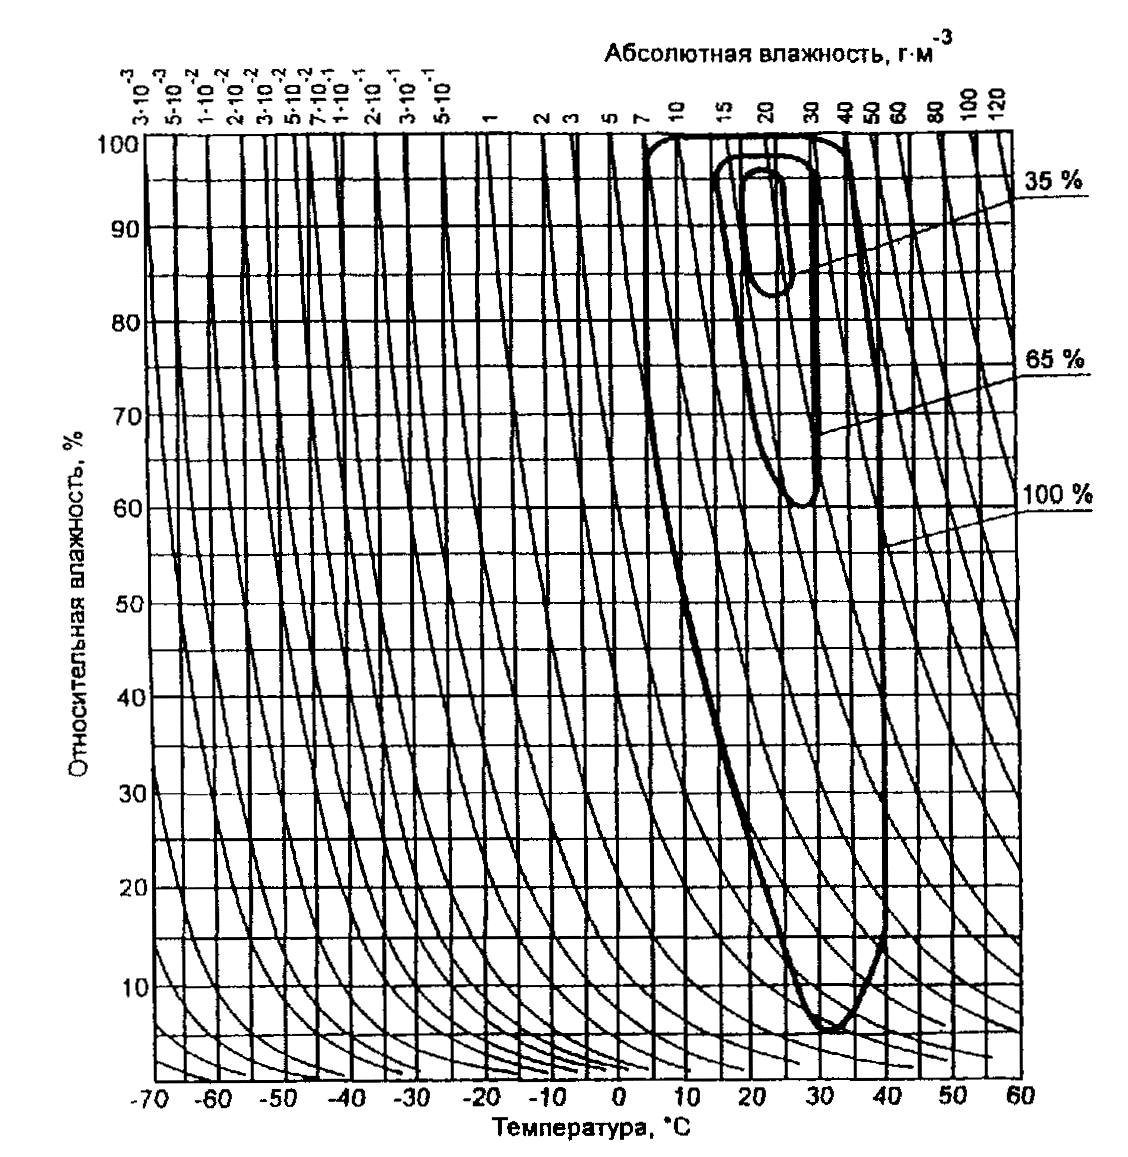 Абсолютная влажность, г·м⁻³
3·10⁻³ 5·10⁻³ 1·10⁻² 2·10⁻² 3·10⁻² 5·10⁻² 7·10⁻² 1·10⁻¹ 2·10⁻¹ 3·10⁻¹ 5·10⁻¹ 1 2 3 5 7 10 15 20 30 40 50 60 80 100 120
100
35 %
90
80
65 %
70
100 %
60
50
40
30
20
10
Относительная влажность, %
-70 -60 -50 -40 -30 -20 -10 0 10 20 30 40 50 60
Температура, °С